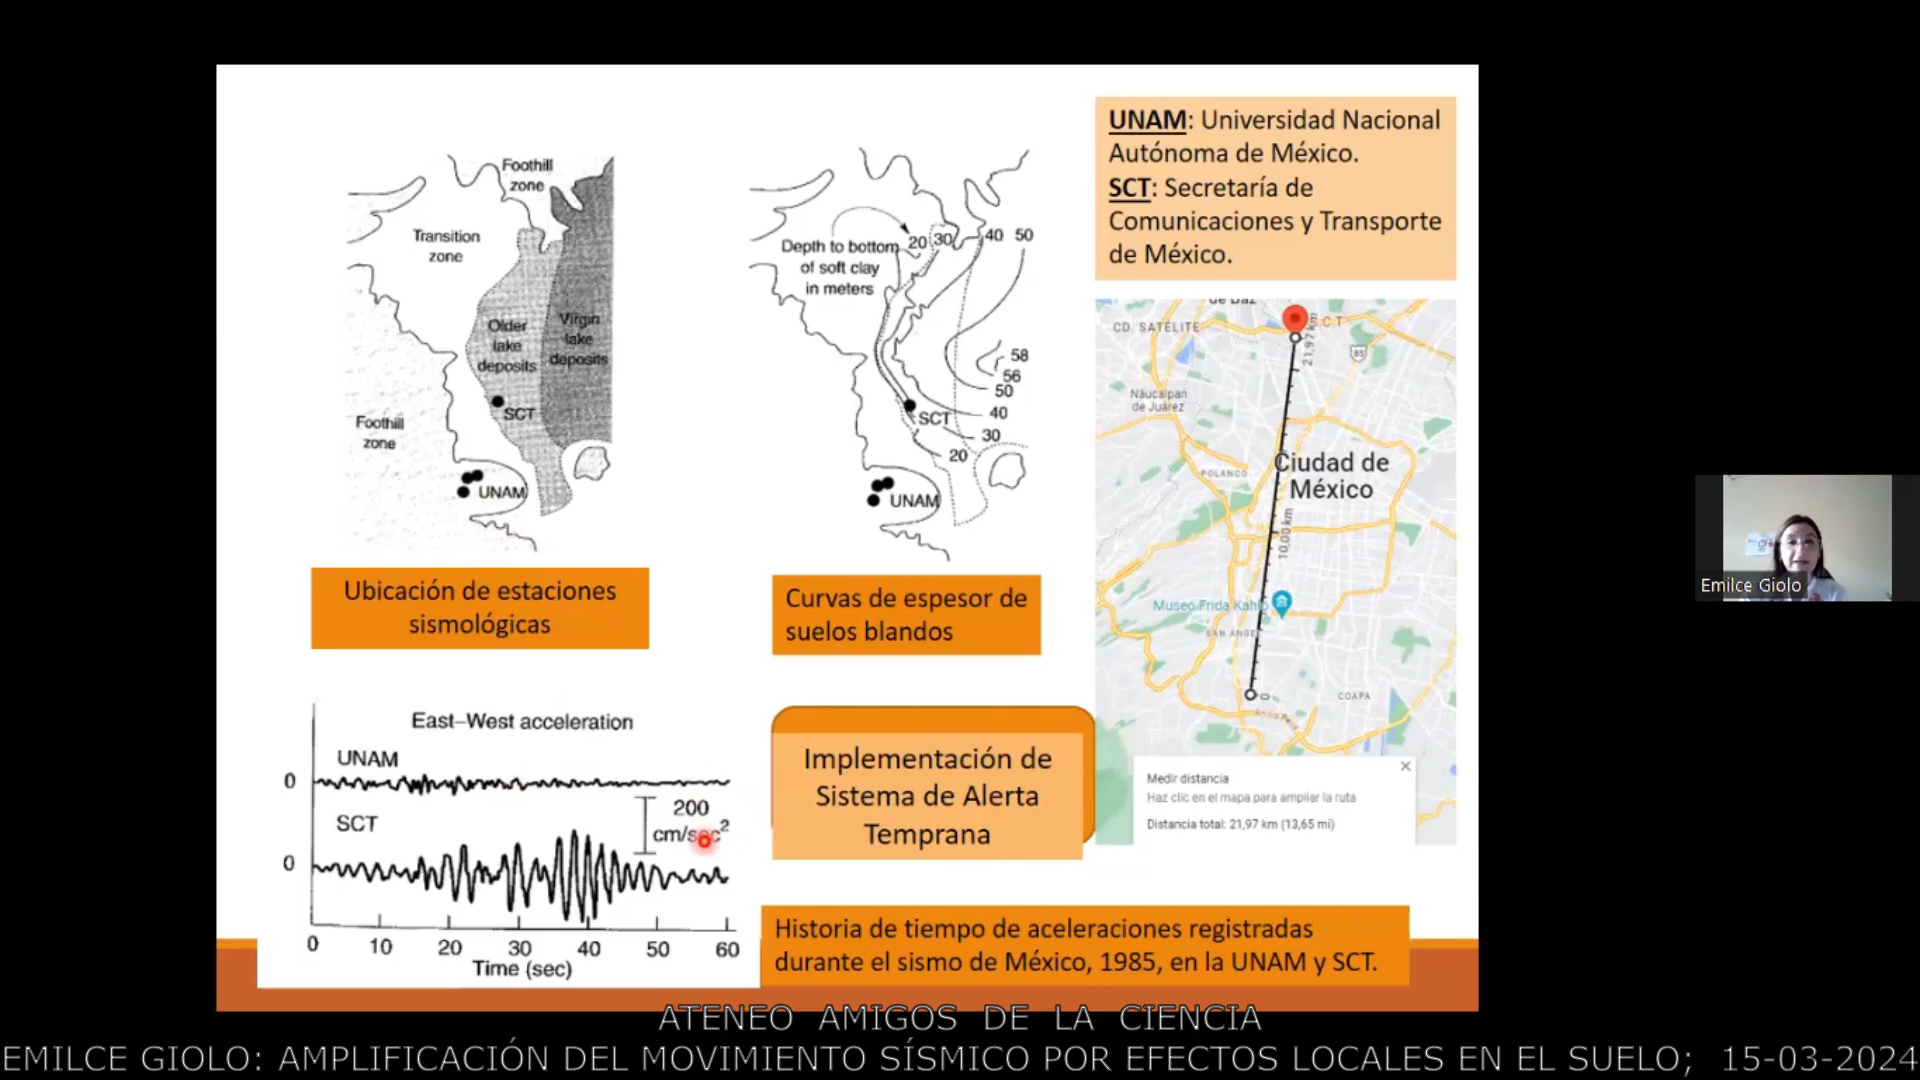 UNAM: Universidad Nacional
Autónoma de México.
SCT: Secretaría de
Comunicaciones y Transporte
de México.
Foothill
zone
Transition
zone
Older
lake
deposits
Virgin
lake
deposits
SCT
Foothill
zone
UNAM
Depth to bottom
of soft clay
in meters
20 30 40 50
58
56
50
40
30
20
SCT
UNAM
CD. SATÉLITE
21,97 km
85
Naucalpan
de Juárez
POLANCO
Ciudad de
México
10,00 km
Museo Frida Kahlo
SAN ÁNGEL
0
COAPA
Medir distancia
Haz clic en el mapa para ampliar la ruta
Distancia total: 21,97 km (13,65 mi)
Ubicación de estaciones
sismológicas
Curvas de espesor de
suelos blandos
East–West acceleration
UNAM
0
200
cm/sec2
SCT
0
0 10 20 30 40 50 60
Time (sec)
Implementación de
Sistema de Alerta
Temprana
Historia de tiempo de aceleraciones registradas
durante el sismo de México, 1985, en la UNAM y SCT.
Emilce Giolo
ATENEO AMIGOS DE LA CIENCIA
EMILCE GIOLO: AMPLIFICACIÓN DEL MOVIMIENTO SÍSMICO POR EFECTOS LOCALES EN EL SUELO; 15-03-2024